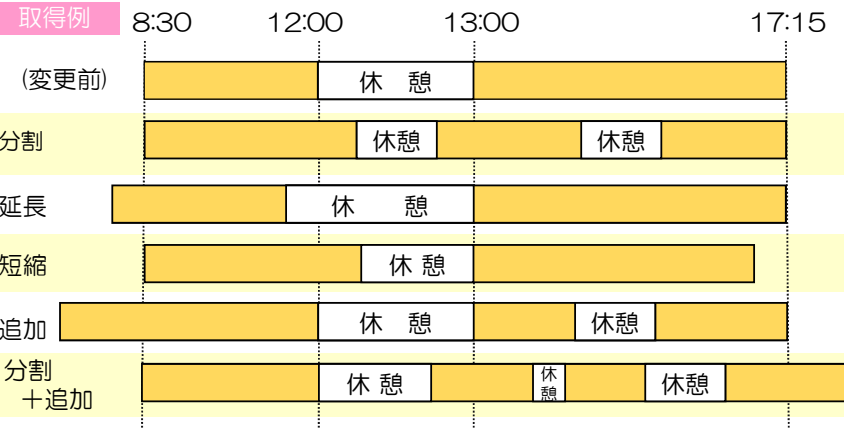 取得例 8:30 12:00 13:00 17:15
(変更前) 休 憩
分割 休憩 休憩
延長 休 憩
短縮 休 憩
追加 休 憩 休憩
分割
＋追加 休 憩 休憩 休憩